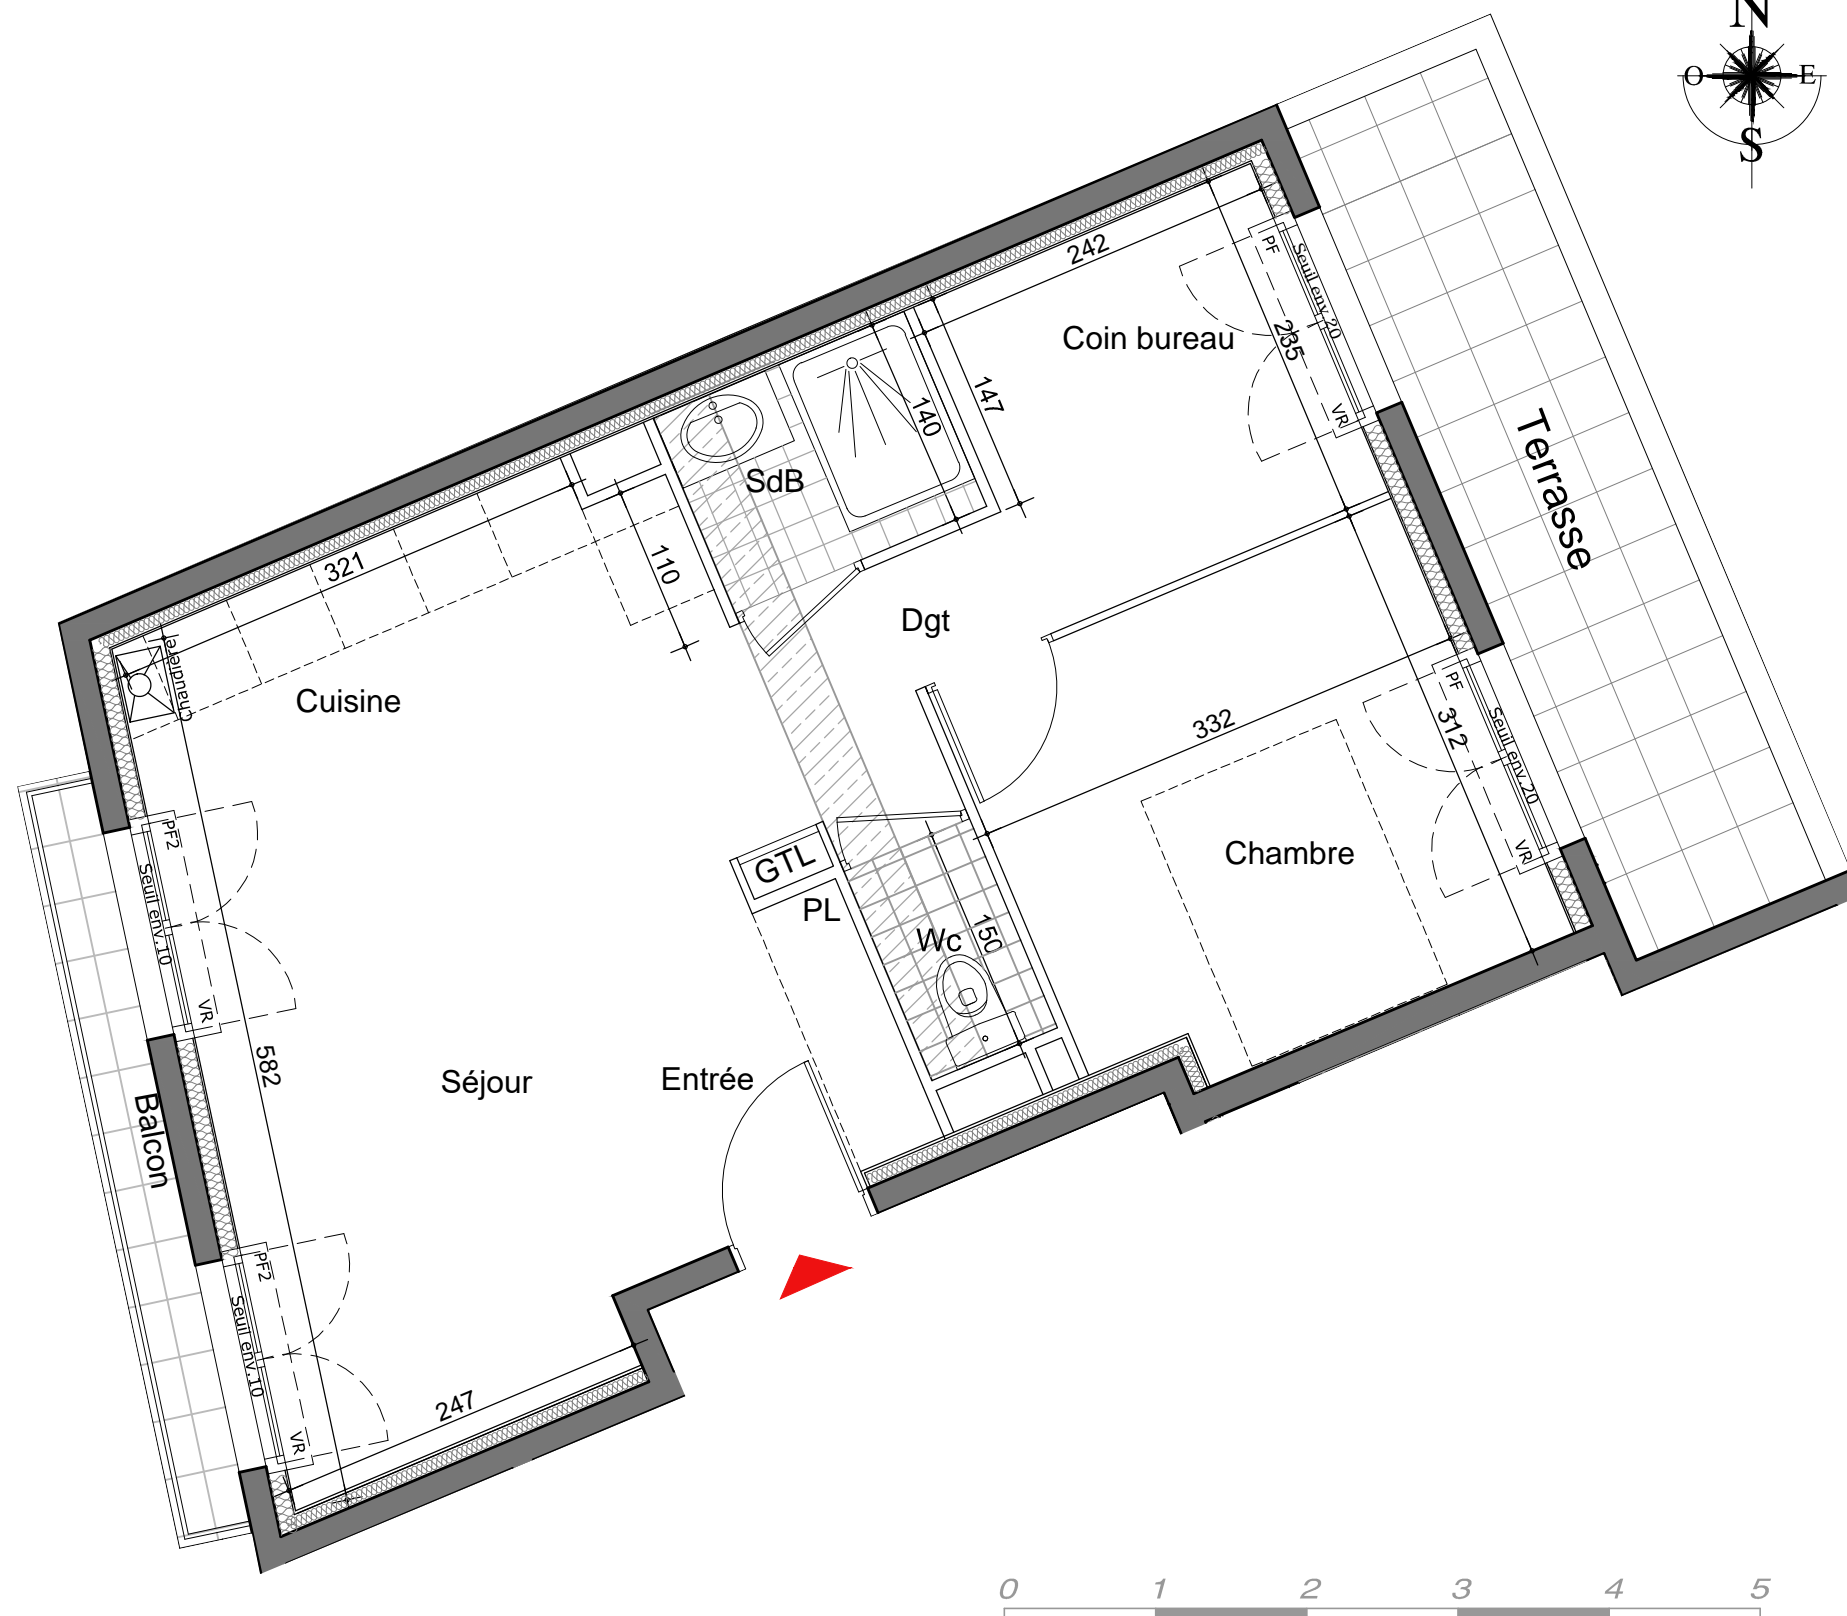 N
O E
S
242
Coin bureau
PF
Seuil env.20
235
VR
147
140
SdB
Terrasse
321
110
Chaudière
Cuisine
Dgt
332
PF
312
Seuil env.20
VR
Chambre
PF2
Seuil env.10
VR
GTL
PL
Wc
150
582
Séjour
Entrée
Balcon
PF2
Seuil env.10
VR
247
0 1 2 3 4 5